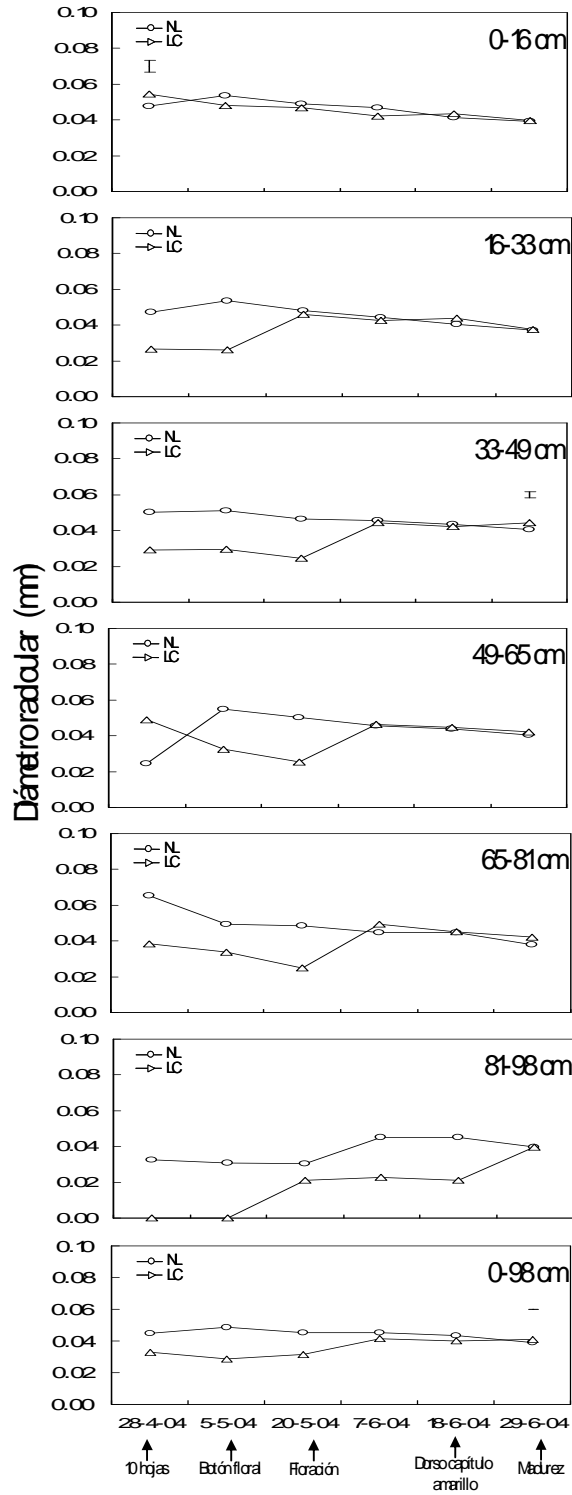 0.10
NL
LC
0-16 cm
0.08
0.06
0.04
0.02
0.00
0.10
NL
LC
16-33 cm
0.08
0.06
0.04
0.02
0.00
0.10
NL
LC
33-49 cm
0.08
0.06
0.04
0.02
0.00
0.10
NL
LC
49-65 cm
0.08
0.06
0.04
0.02
0.00
0.10
NL
LC
65-81 cm
0.08
0.06
0.04
0.02
0.00
0.10
NL
LC
81-98 cm
0.08
0.06
0.04
0.02
0.00
0.10
NL
LC
0-98 cm
0.08
0.06
0.04
0.02
0.00
Diámetro radicular (mm)
28-4-04 5-5-04 20-5-04 7-6-04 18-6-04 29-6-04
10 hojas Botón floral Floración Dorso capítulo Madurez
amarillo